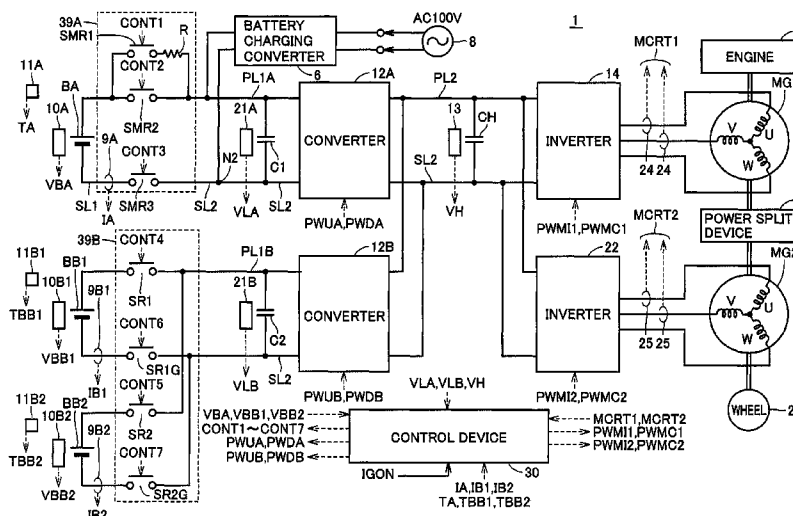 39A
SMR1
CONT1
R
CONT2
SMR2
CONT3
SMR3
11A
TA
10A
VBA
BA
9A
SL1
IA
BATTERY
CHARGING
CONVERTER
6
AC100V
8
1
PL1A
21A
C1
N2
SL2
VLA
SL2
12A
CONVERTER
PWUA,PWDA
PL2
13
CH
SL2
VH
14
INVERTER
PWMI1,PWMC1
MCRT1
24
24
ENGINE
MG
U
V
W
POWER SPLIT
DEVICE
39B
CONT4
SR1
CONT6
SR1G
CONT5
SR2
CONT7
SR2G
11B1
TBB1
10B1
VBB1
BB1
9B1
IB1
11B2
TBB2
10B2
VBB2
BB2
9B2
IB2
PL1B
21B
C2
VLB
SL2
12B
CONVERTER
PWUB,PWDB
22
INVERTER
PWMI2,PWMC2
MCRT2
25
25
MG2
U
V
W
WHEEL
2
VLA,VLB,VH
VBA,VBB1,VBB2
CONT1～CONT7
PWUA,PWDA
PWUB,PWDB
CONTROL DEVICE
30
MCRT1,MCRT2
PWMI1,PWMC1
PWMI2,PWMC2
IGON
IA,IB1,IB2
TA,TBB1,TBB2